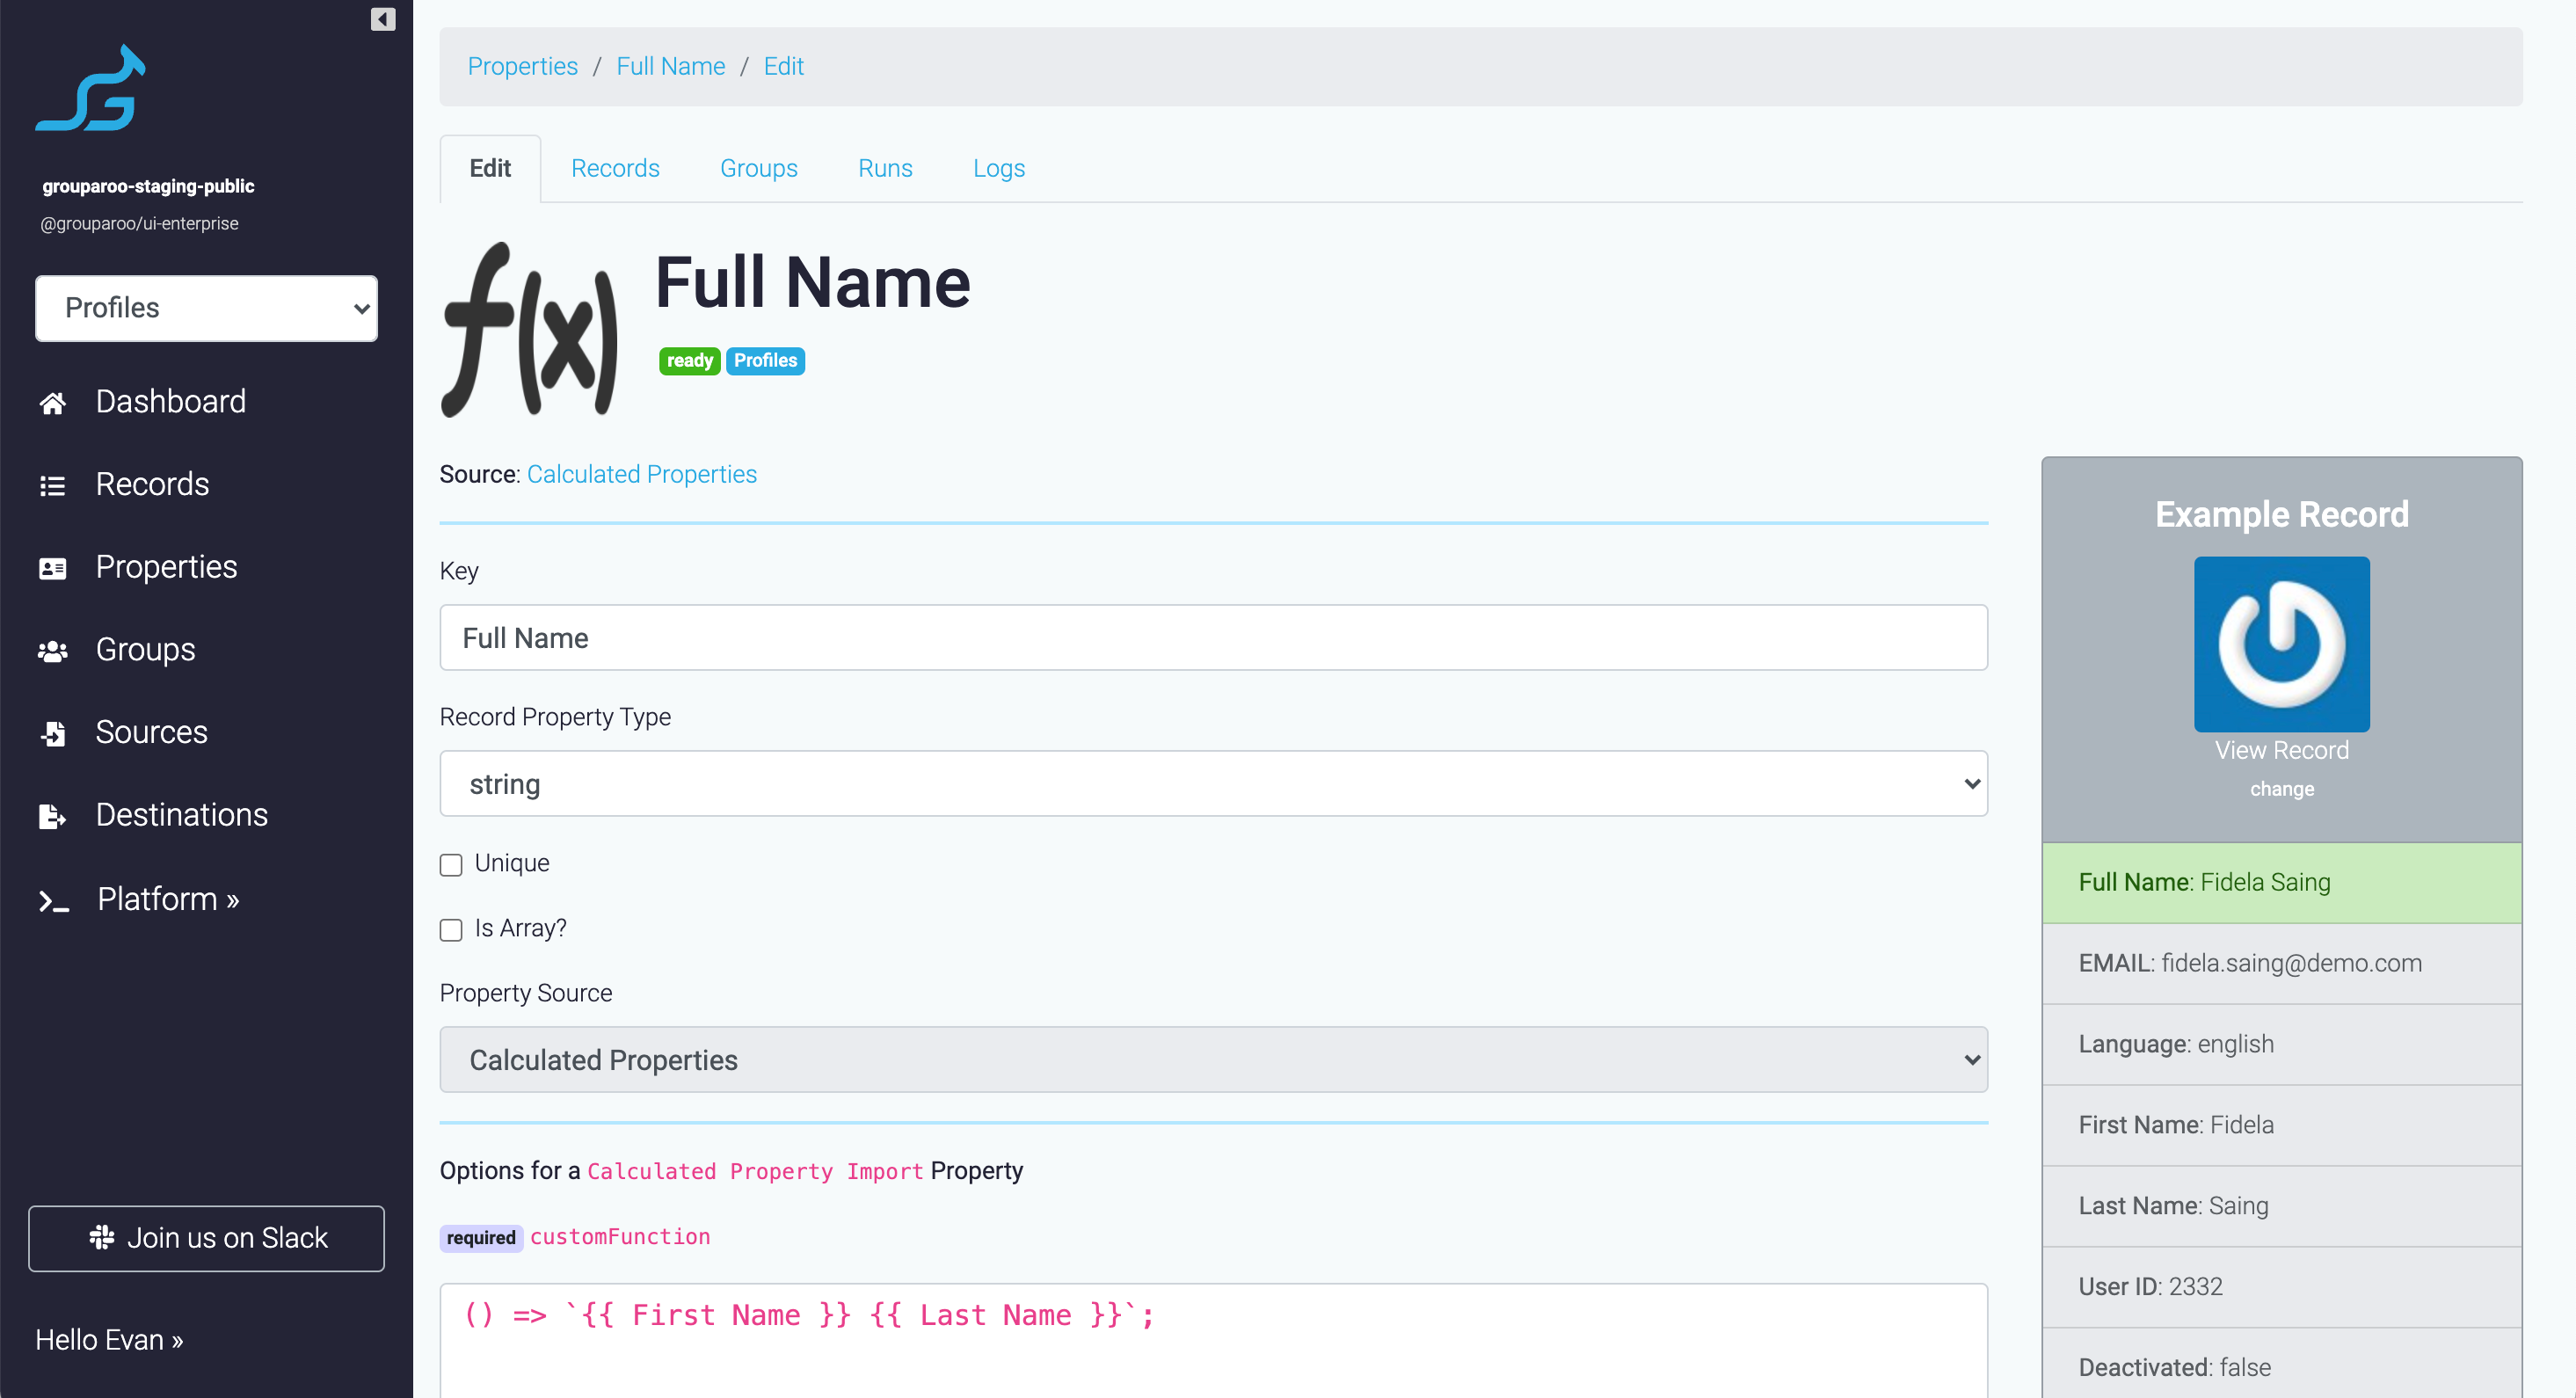 grouparoo-staging-public
@grouparoo/ui-enterprise
Profiles
Dashboard
Records
Properties
Groups
Sources
Destinations
Platform »
Join us on Slack
Hello Evan »
Properties / Full Name / Edit
Edit Records Groups Runs Logs
f(x)
Full Name
ready Profiles
Source: Calculated Properties
Key
Full Name
Record Property Type
string
Unique
Is Array?
Property Source
Calculated Properties
Options for a Calculated Property Import Property
required customFunction
() => `{{ First Name }} {{ Last Name }}`;
Example Record
View Record
change
Full Name: Fidela Saing
EMAIL: fidela.saing@demo.com
Language: english
First Name: Fidela
Last Name: Saing
User ID: 2332
Deactivated: false